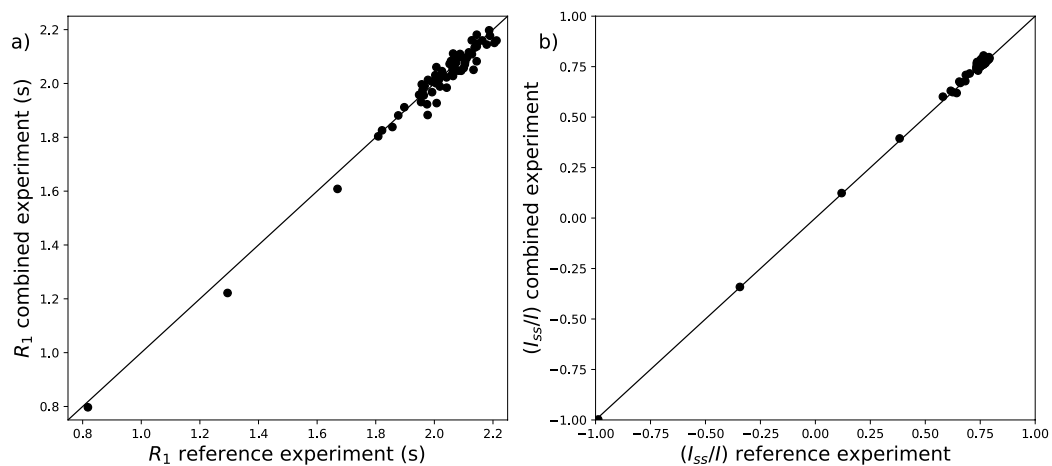 a)
2.2
2.0
1.8
1.6
1.4
1.2
1.0
0.8
R1 combined experiment (s)
0.8 1.0 1.2 1.4 1.6 1.8 2.0 2.2
R1 reference experiment (s)
b)
1.00
0.75
0.50
0.25
0.00
−0.25
−0.50
−0.75
−1.00
(Iss/I) combined experiment
−1.00 −0.75 −0.50 −0.25 0.00 0.25 0.50 0.75 1.00
(Iss/I) reference experiment